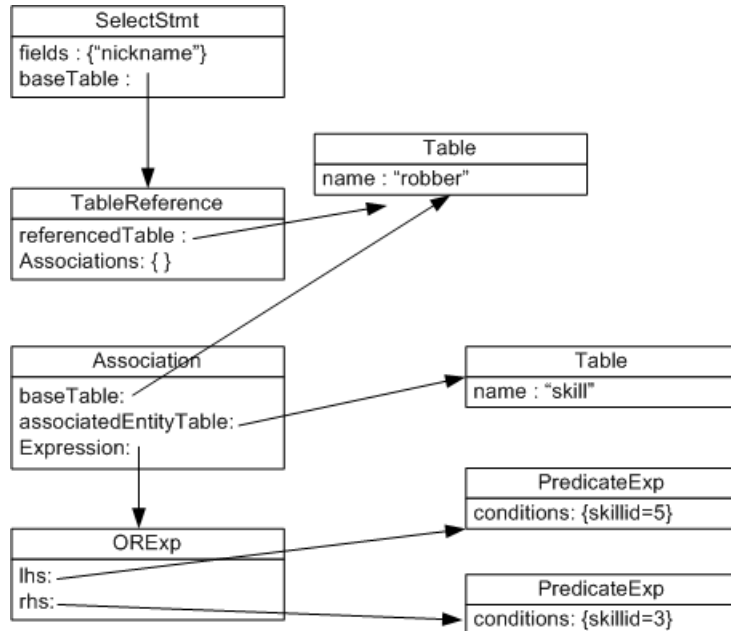 SelectStmt
fields : {“nickname”}
baseTable :
Table
name : “robber”
TableReference
referencedTable :
Associations: { }
Association
baseTable:
associatedEntityTable:
Expression:
Table
name : “skill”
PredicateExp
conditions: {skillid=5}
ORExp
lhs:
rhs:
PredicateExp
conditions: {skillid=3}